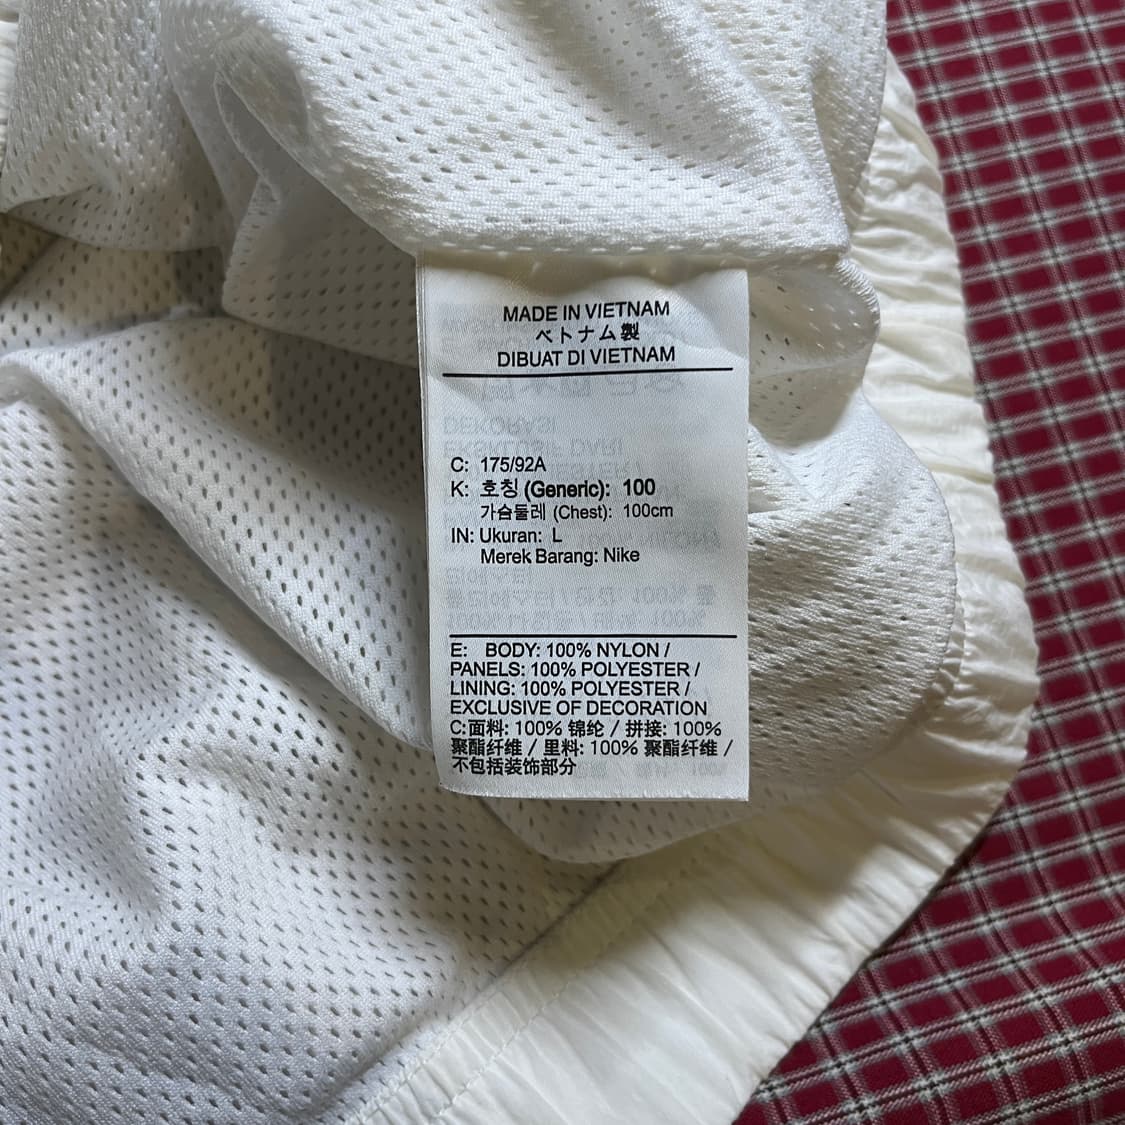 MADE IN VIETNAM
ベトナム製
DIBUAT DI VIETNAM
C: 175/92A
K: 호칭 (Generic): 100
가슴둘레 (Chest): 100cm
IN: Ukuran: L
Merek Barang: Nike
E: BODY: 100% NYLON /
PANELS: 100% POLYESTER /
LINING: 100% POLYESTER /
EXCLUSIVE OF DECORATION
C:面料: 100% 锦纶 / 拼接: 100%
聚酯纤维 / 里料: 100% 聚酯纤维 /
不包括装饰部分